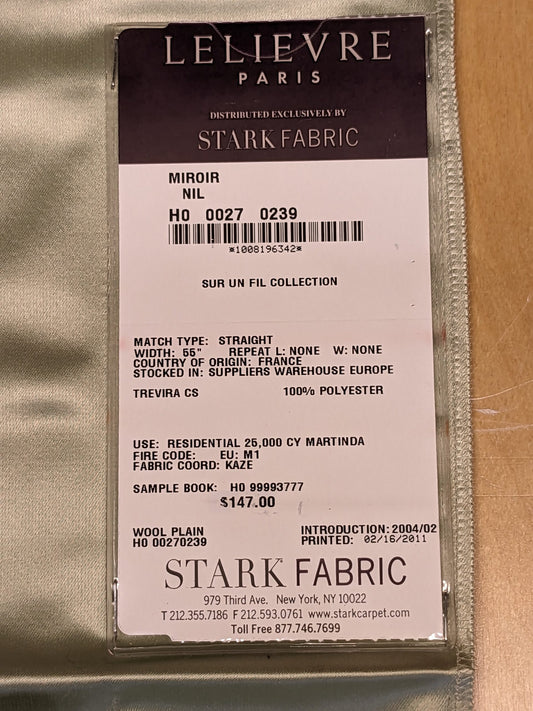 LELIEVRE
PARIS
DISTRIBUTED EXCLUSIVELY BY
STARK FABRIC
MIROIR
NIL
H0 0027 0239
*1008196342*
SUR UN FIL COLLECTION
MATCH TYPE: STRAIGHT
WIDTH: 55" REPEAT L: NONE W: NONE
COUNTRY OF ORIGIN: FRANCE
STOCKED IN: SUPPLIERS WAREHOUSE EUROPE
TREVIRA CS 100% POLYESTER
USE: RESIDENTIAL 25,000 CY MARTINDA
FIRE CODE: EU: M1
FABRIC COORD: KAZE
SAMPLE BOOK: H0 99993777
$147.00
WOOL PLAIN INTRODUCTION: 2004/02
H0 00270239 PRINTED: 02/16/2011
STARK FABRIC
979 Third Ave. New York, NY 10022
T 212.355.7186 F 212.593.0761 www.starkcarpet.com
Toll Free 877.746.7699